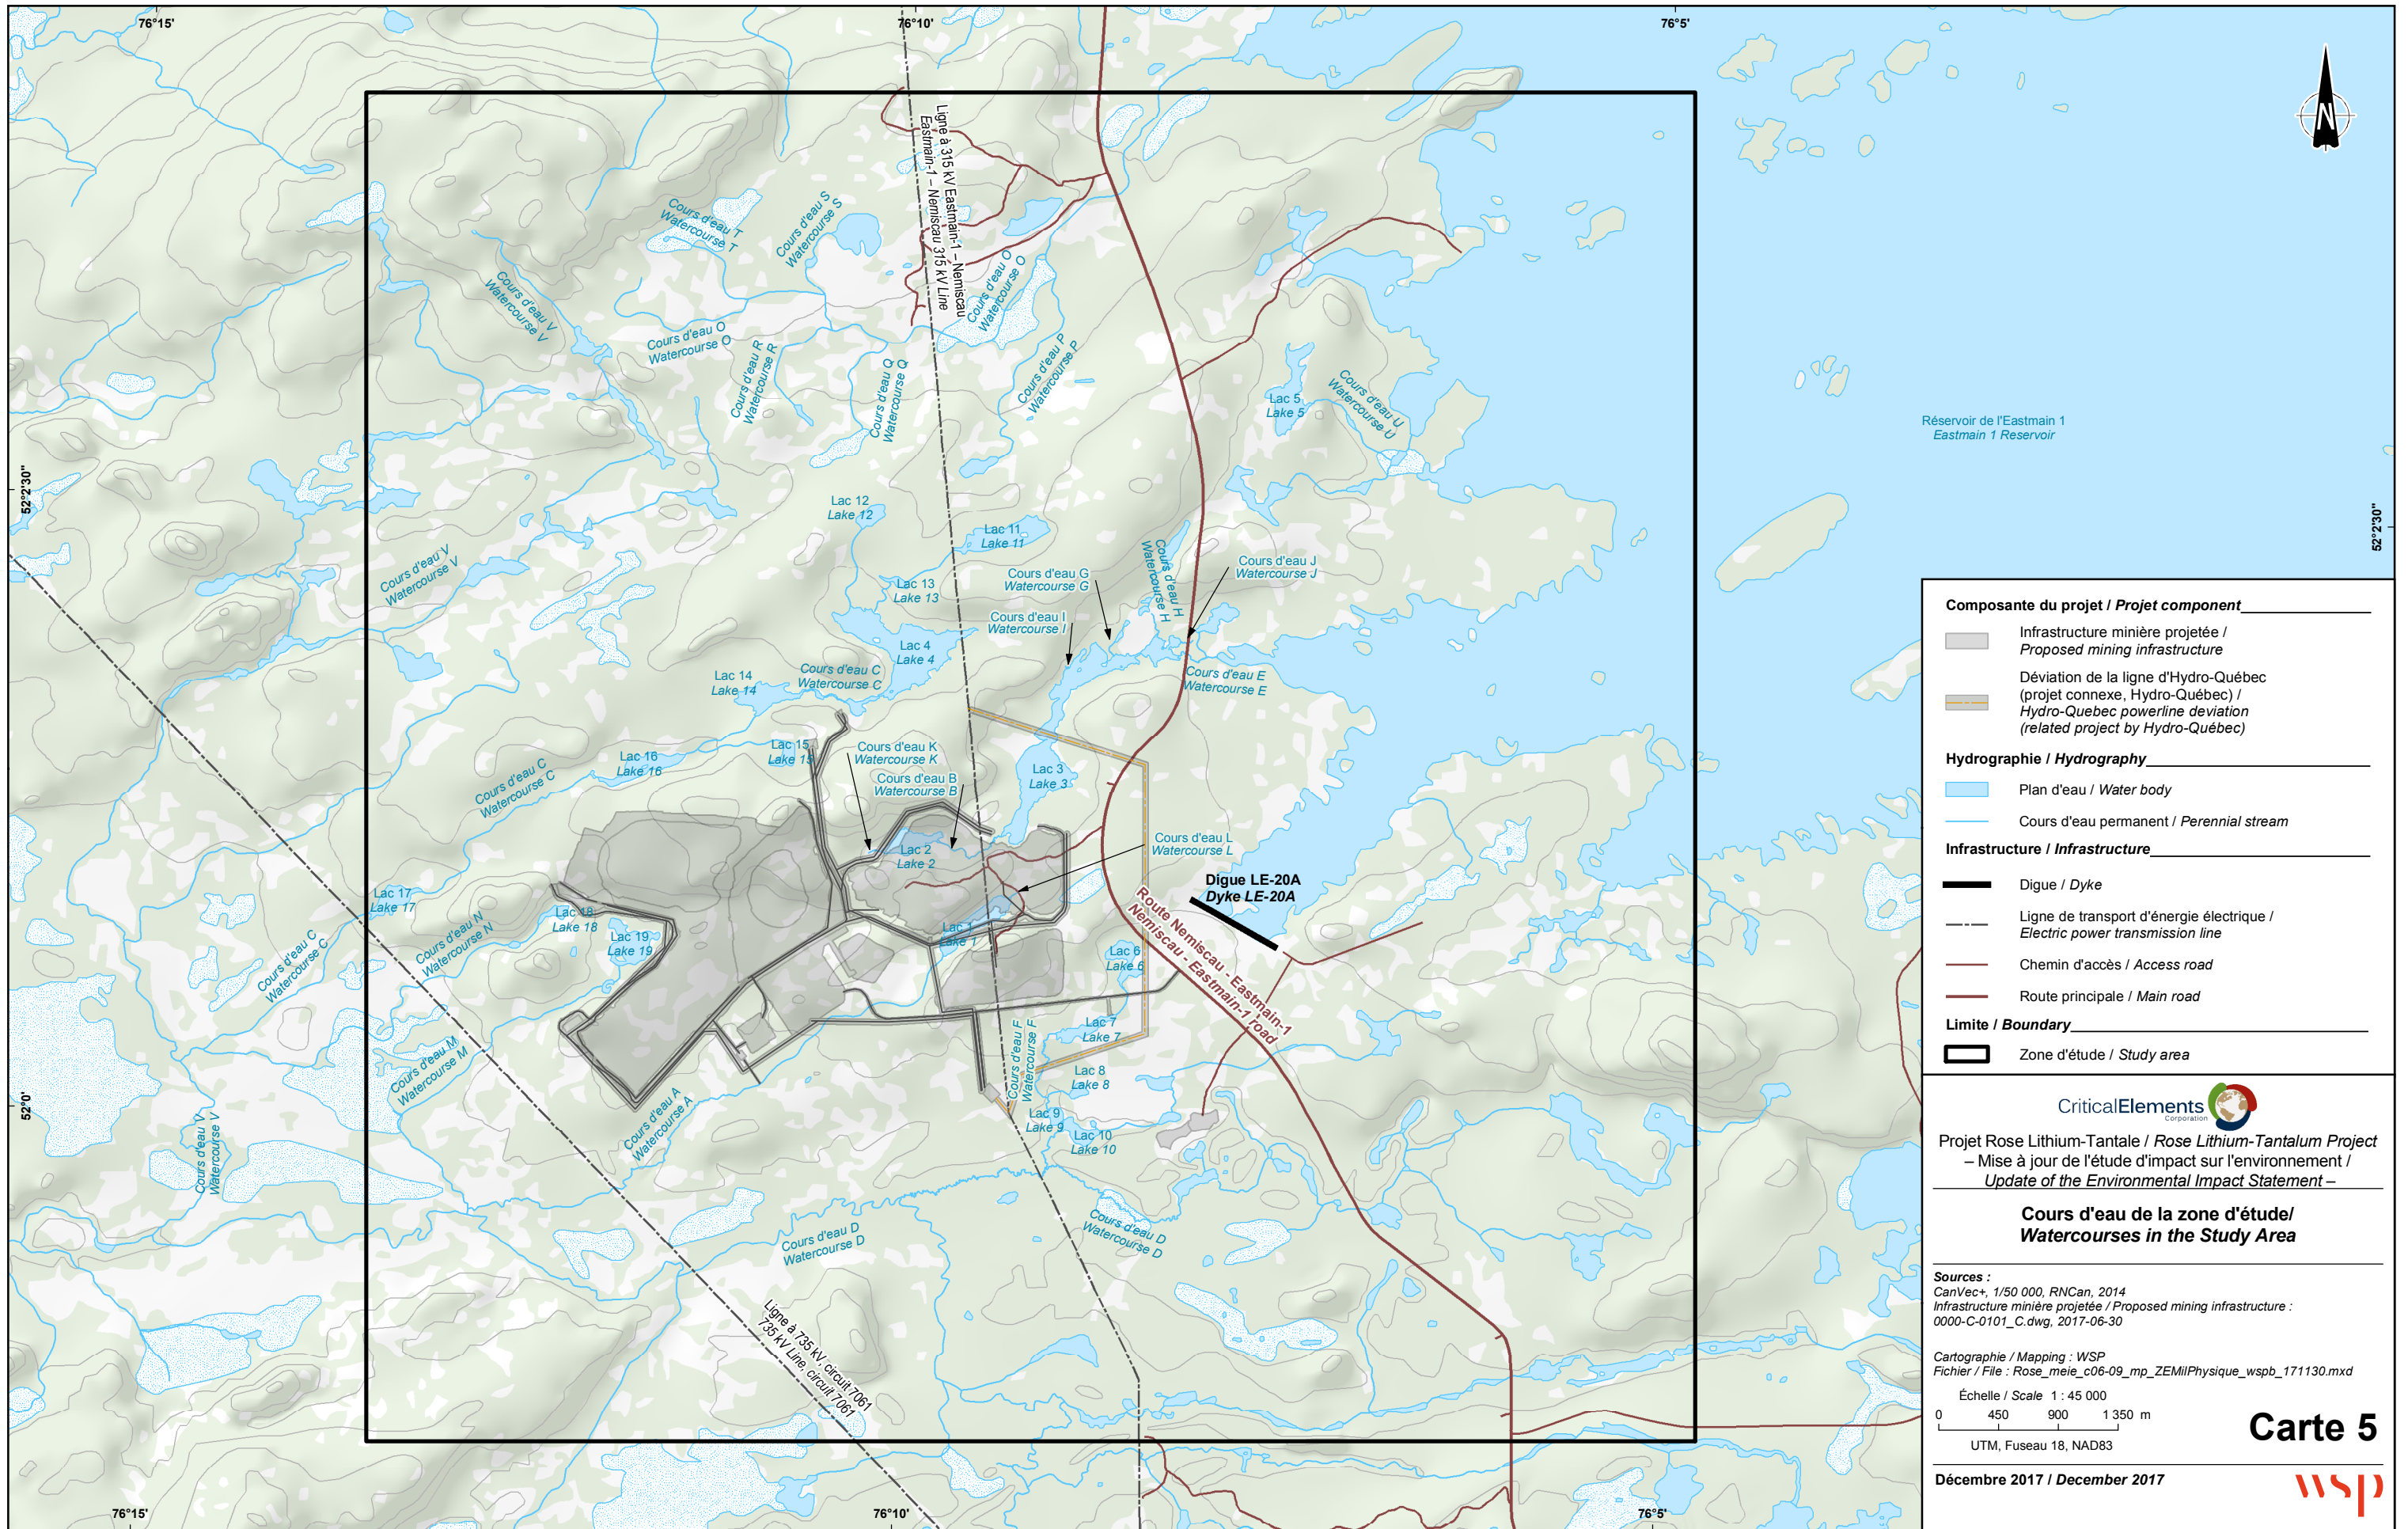 76°15'
76°10'
76°5'
Ligne à 315 kV Eastmain-1 – Nemiscau
Eastmain-1 – Nemiscau 315 kV Line
N
Cours d'eau T
Watercourse T
Cours d'eau S
Watercourse S
Cours d'eau V
Watercourse V
Cours d'eau O
Watercourse O
Cours d'eau O
Watercourse O
Cours d'eau R
Watercourse R
Cours d'eau Q
Watercourse Q
Cours d'eau P
Watercourse P
Lac 5
Lake 5
Cours d'eau U
Watercourse U
Réservoir de l'Eastmain 1
Eastmain 1 Reservoir
52°2'30"
52°2'30"
Lac 12
Lake 12
Lac 11
Lake 11
Cours d'eau V
Watercourse V
Lac 13
Lake 13
Cours d'eau G
Watercourse G
Cours d'eau H
Watercourse H
Cours d'eau J
Watercourse J
Cours d'eau I
Watercourse I
Lac 4
Lake 4
Cours d'eau C
Watercourse C
Lac 14
Lake 14
Cours d'eau E
Watercourse E
Lac 15
Lake 15
Lac 16
Lake 16
Cours d'eau K
Watercourse K
Cours d'eau B
Watercourse B
Lac 3
Lake 3
Cours d'eau C
Watercourse C
Lac 2
Lake 2
Cours d'eau L
Watercourse L
Digue LE-20A
Dyke LE-20A
Route Nemiscau - Eastmain-1
Nemiscau - Eastmain-1 road
Lac 17
Lake 17
Lac 18
Lake 18
Lac 19
Lake 19
Cours d'eau N
Watercourse N
Cours d'eau C
Watercourse C
Lac 1
Lake 1
Lac 6
Lake 6
Lac 7
Lake 7
Cours d'eau F
Watercourse F
Lac 8
Lake 8
Lac 9
Lake 9
Lac 10
Lake 10
Cours d'eau M
Watercourse M
Cours d'eau A
Watercourse A
52°0'
Cours d'eau V
Watercourse V
Cours d'eau D
Watercourse D
Cours d'eau D
Watercourse D
Ligne à 735 kV, circuit 7061
735 kV Line, circuit 7061
76°15'
76°10'
76°5'
Composante du projet / Projet component
Infrastructure minière projetée /
Proposed mining infrastructure
Déviation de la ligne d'Hydro-Québec
(projet connexe, Hydro-Québec) /
Hydro-Quebec powerline deviation
(related project by Hydro-Québec)
Hydrographie / Hydrography
Plan d'eau / Water body
Cours d'eau permanent / Perennial stream
Infrastructure / Infrastructure
Digue / Dyke
Ligne de transport d'énergie électrique /
Electric power transmission line
Chemin d'accès / Access road
Route principale / Main road
Limite / Boundary
Zone d'étude / Study area
CriticalElements
Corporation
Projet Rose Lithium-Tantale / Rose Lithium-Tantalum Project
– Mise à jour de l'étude d'impact sur l'environnement /
Update of the Environmental Impact Statement –
Cours d'eau de la zone d'étude/
Watercourses in the Study Area
Sources :
CanVec+, 1/50 000, RNCan, 2014
Infrastructure minière projetée / Proposed mining infrastructure :
0000-C-0101_C.dwg, 2017-06-30
Cartographie / Mapping : WSP
Fichier / File : Rose_meie_c06-09_mp_ZEMilPhysique_wspb_171130.mxd
Échelle / Scale 1 : 45 000
0 450 900 1 350 m
UTM, Fuseau 18, NAD83
Carte 5
Décembre 2017 / December 2017
wsp